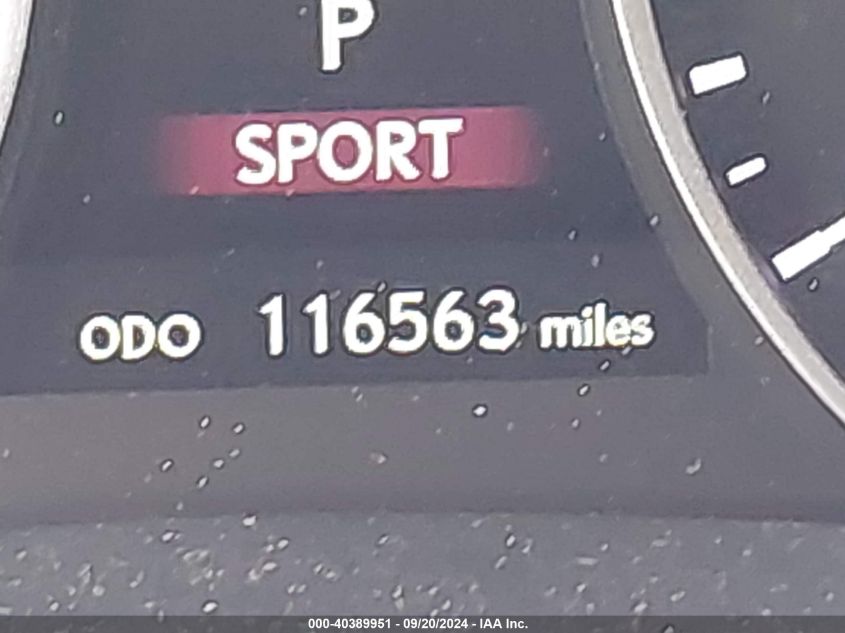 P
SPORT
ODO 116563 miles
000-40389951 - 09/20/2024 - IAA Inc.